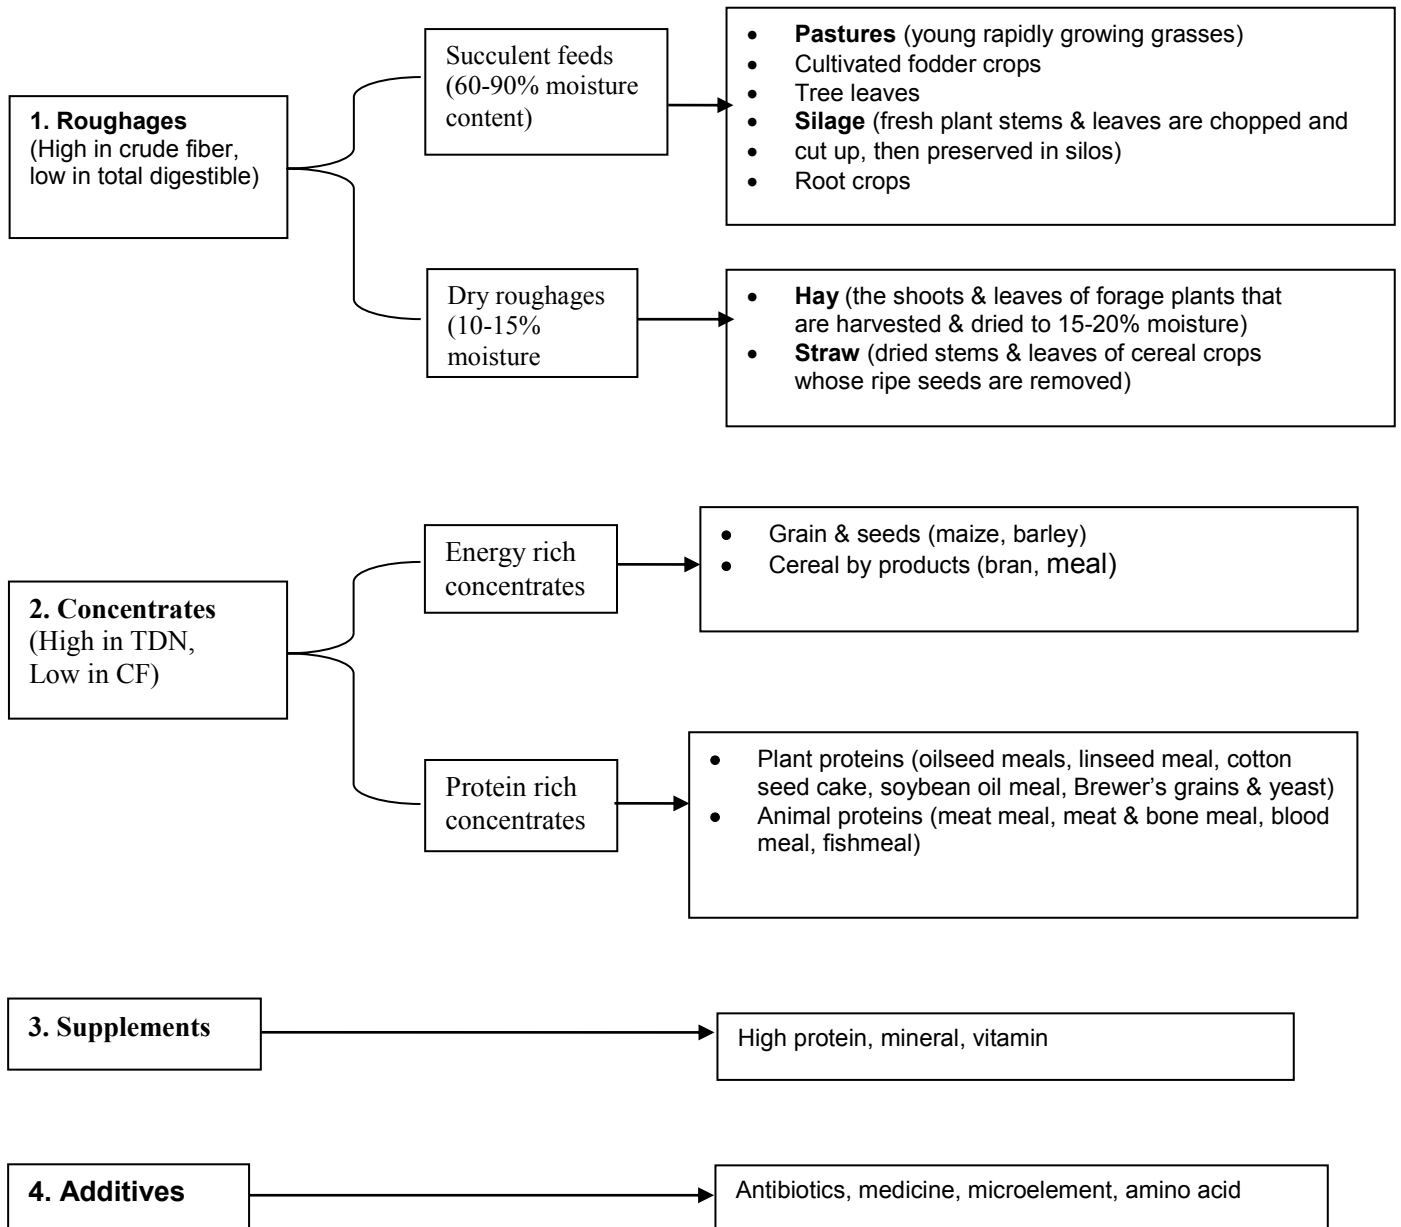 1. Roughages
(High in crude fiber,
low in total digestible)
Succulent feeds
(60-90% moisture
content)
• Pastures (young rapidly growing grasses)
• Cultivated fodder crops
• Tree leaves
• Silage (fresh plant stems & leaves are chopped and
• cut up, then preserved in silos)
• Root crops
Dry roughages
(10-15%
moisture
• Hay (the shoots & leaves of forage plants that
are harvested & dried to 15-20% moisture)
• Straw (dried stems & leaves of cereal crops
whose ripe seeds are removed)
2. Concentrates
(High in TDN,
Low in CF)
Energy rich
concentrates
• Grain & seeds (maize, barley)
• Cereal by products (bran, meal)
Protein rich
concentrates
• Plant proteins (oilseed meals, linseed meal, cotton
seed cake, soybean oil meal, Brewer’s grains & yeast)
• Animal proteins (meat meal, meat & bone meal, blood
meal, fishmeal)
3. Supplements
High protein, mineral, vitamin
4. Additives
Antibiotics, medicine, microelement, amino acid